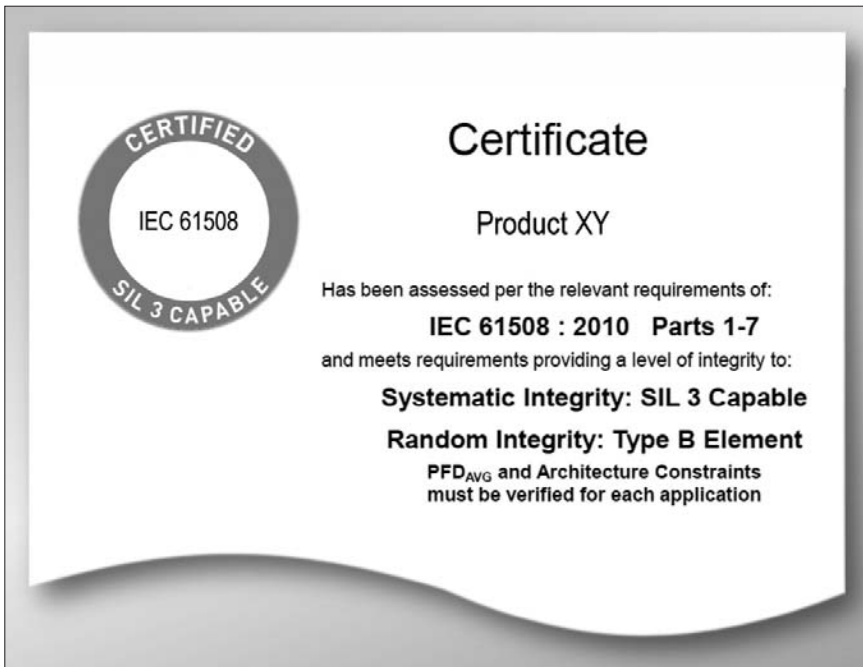 CERTIFIED
IEC 61508
SIL 3 CAPABLE
Certificate
Product XY
Has been assessed per the relevant requirements of:
IEC 61508 : 2010 Parts 1-7
and meets requirements providing a level of integrity to:
Systematic Integrity: SIL 3 Capable
Random Integrity: Type B Element
PFDAVG and Architecture Constraints
must be verified for each application